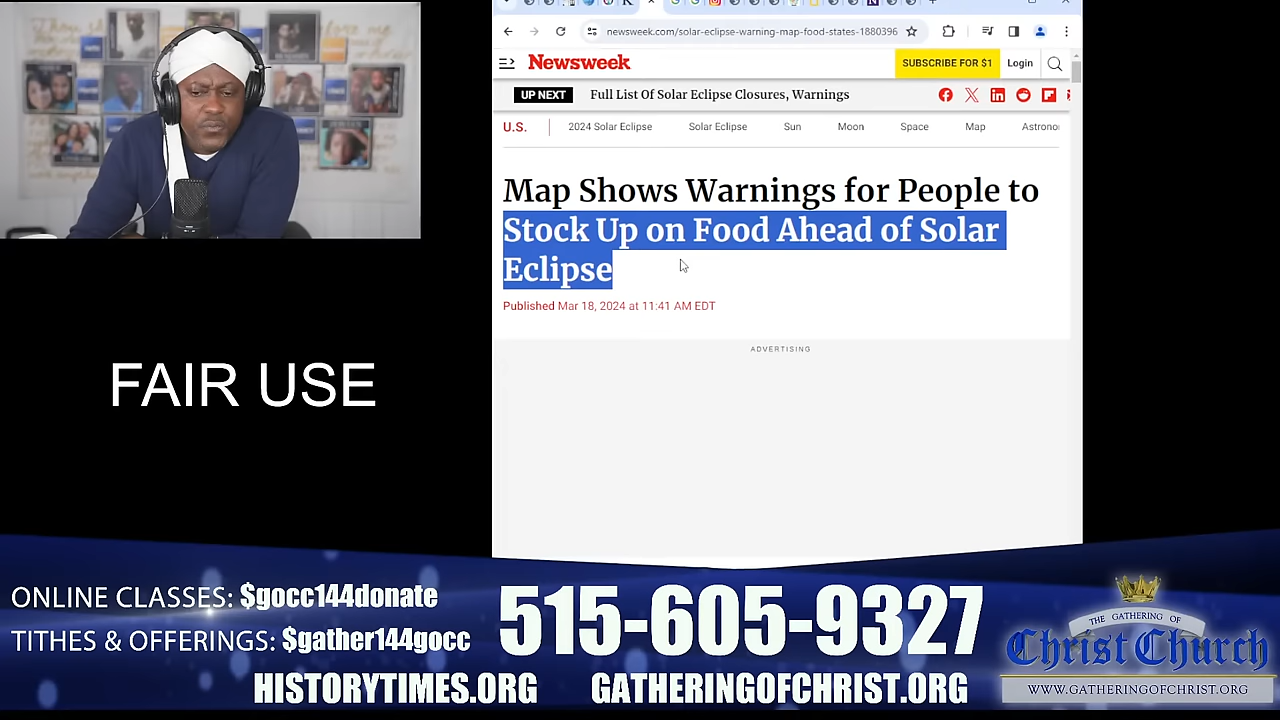 newsweek.com/solar-eclipse-warning-map-food-states-1880396
Newsweek
SUBSCRIBE FOR $1
Login
UP NEXT
Full List Of Solar Eclipse Closures, Warnings
U.S.
2024 Solar Eclipse
Solar Eclipse
Sun
Moon
Space
Map
Map Shows Warnings for People to
Stock Up on Food Ahead of Solar
Eclipse
Published Mar 18, 2024 at 11:41 AM EDT
ADVERTISING
FAIR USE
ONLINE CLASSES: $gocc144donate
TITHES & OFFERINGS: $gather144gocc
515-605-9327
HISTORYTIMES.ORG
GATHERINGOFCHRIST.ORG
THE GATHERING OF
Christ Church
WWW.GATHERINGOFCHRIST.ORG